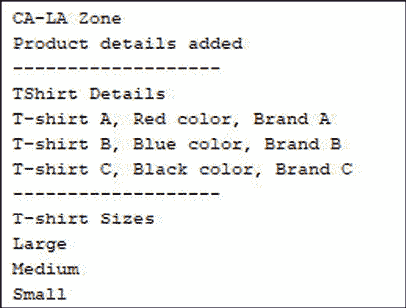 CA-LA Zone
Product details added
-------------------
TShirt Details
T-shirt A, Red color, Brand A
T-shirt B, Blue color, Brand B
T-shirt C, Black color, Brand C
-------------------
T-shirt Sizes
Large
Medium
Small